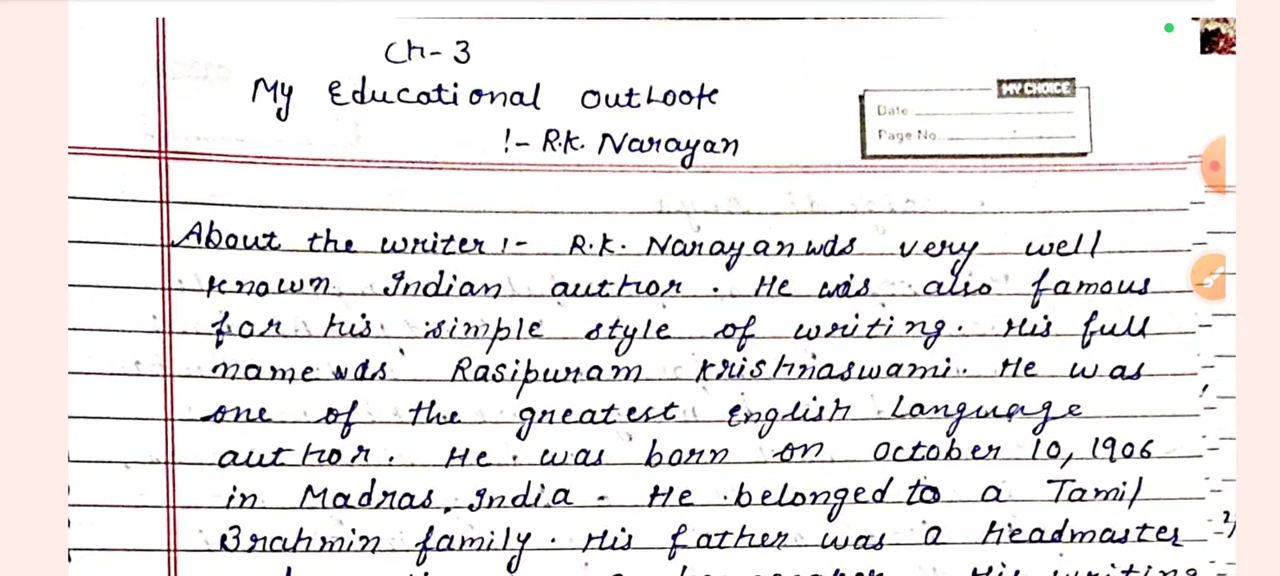 Ch-3
My Educational Outlook
MY CHOICE
Date
Page No.
:- R.K. Narayan
About the writer :- R.K. Narayan was very well
known Indian author. He was also famous
for his simple style of writing. His full
name was Rasipuram Krishnaswami. He was
one of the greatest English Language
author. He was born on October 10, 1906
in Madras, India. He belonged to a Tamil
Brahmin family. His father was a headmaster
His writing